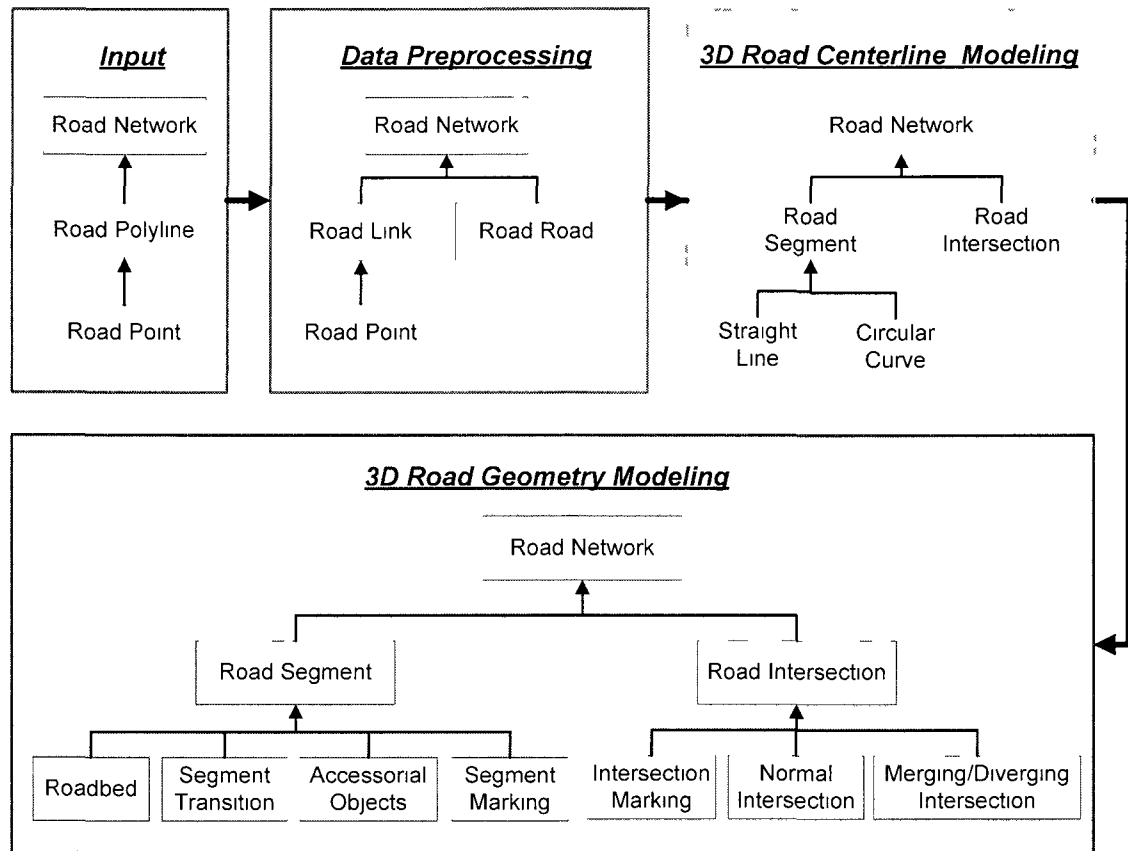 Input
Road Network
Road Polyline
Road Point
Data Preprocessing
Road Network
Road Link
Road Road
Road Point
3D Road Centerline Modeling
Road Network
Road
Segment
Road
Intersection
Straight
Line
Circular
Curve
3D Road Geometry Modeling
Road Network
Road Segment
Road Intersection
Roadbed
Segment
Transition
Accessorial
Objects
Segment
Marking
Intersection
Marking
Normal
Intersection
Merging/Diverging
Intersection